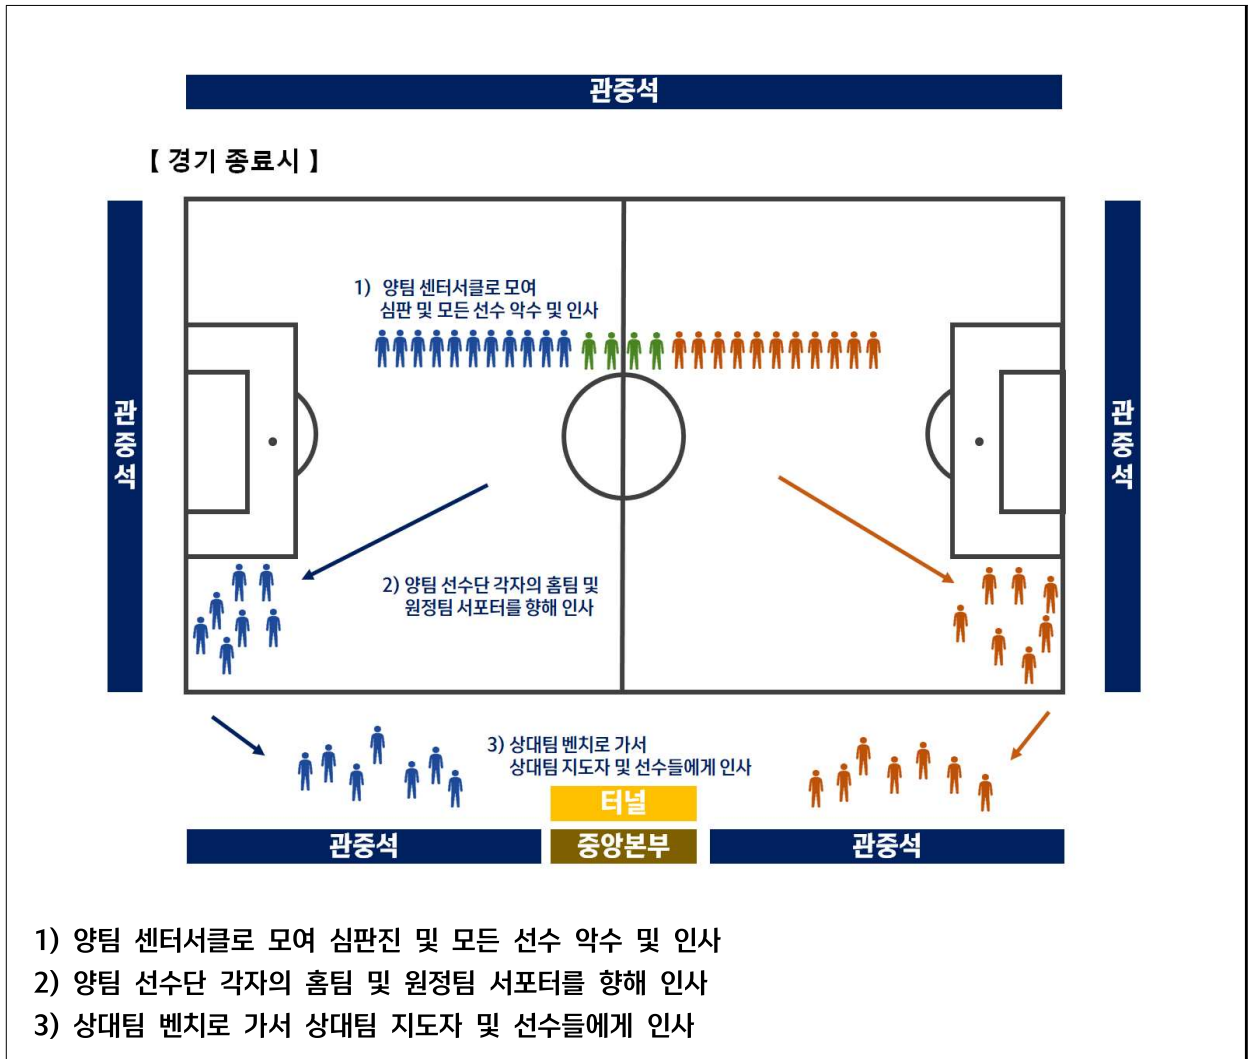 관중석
【 경기 종료시 】
관중석
관중석
1) 양팀 센터서클로 모여
심판 및 모든 선수 악수 및 인사
2) 양팀 선수단 각자의 홈팀 및
원정팀 서포터를 향해 인사
3) 상대팀 벤치로 가서
상대팀 지도자 및 선수들에게 인사
터널
관중석
중앙본부
관중석
1) 양팀 센터서클로 모여 심판진 및 모든 선수 악수 및 인사
2) 양팀 선수단 각자의 홈팀 및 원정팀 서포터를 향해 인사
3) 상대팀 벤치로 가서 상대팀 지도자 및 선수들에게 인사